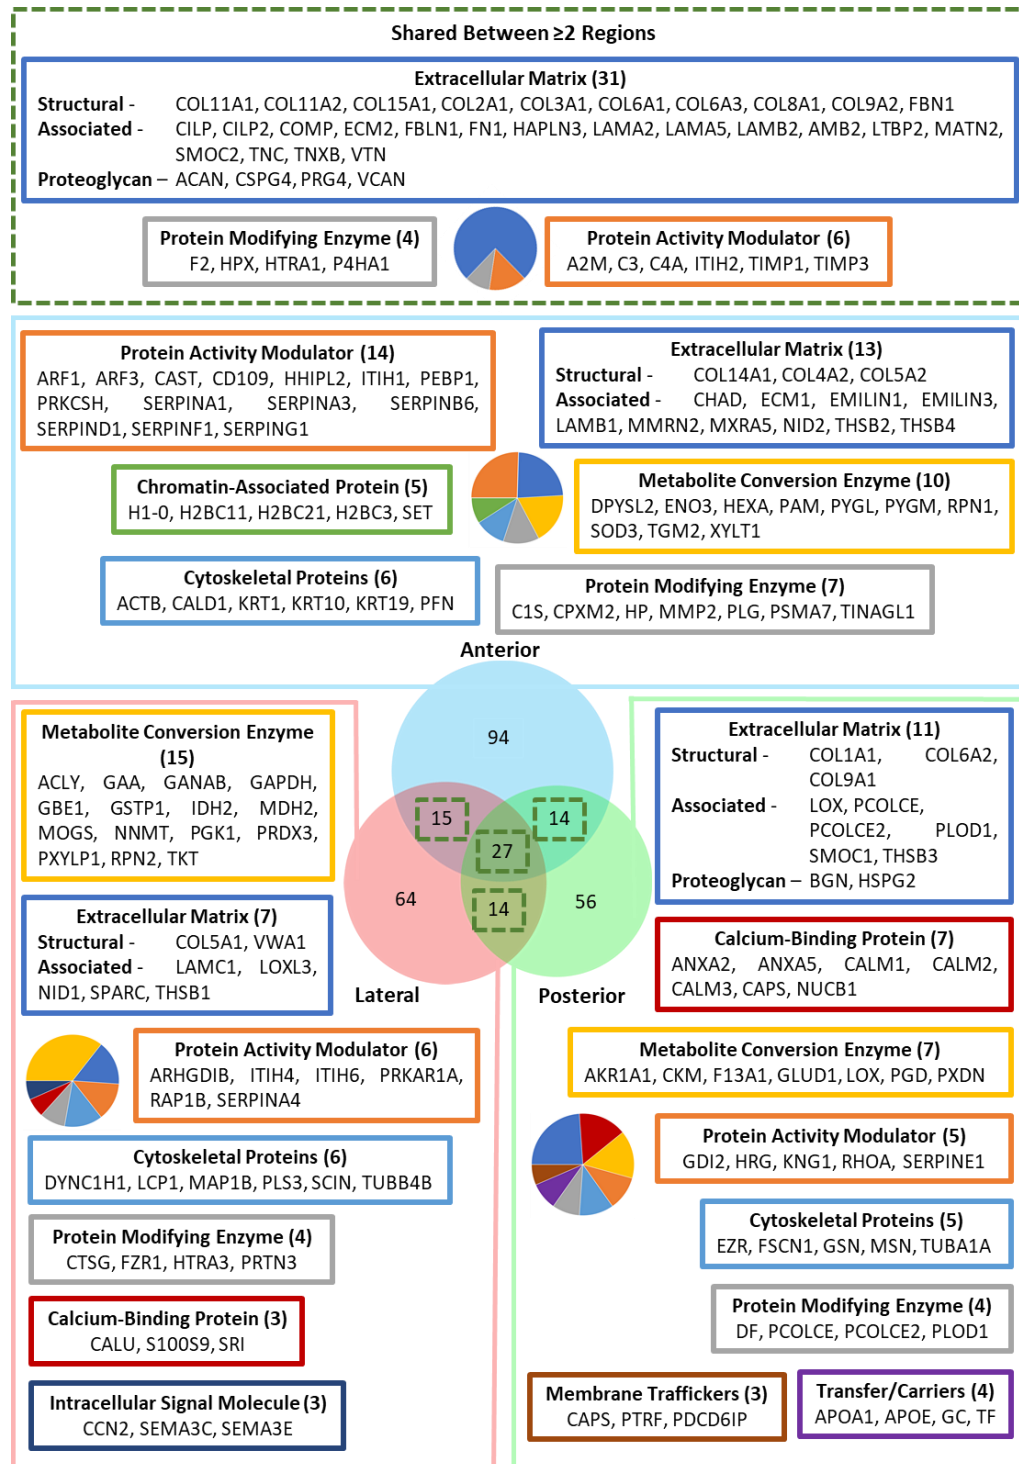 Shared Between ≥2 Regions
Extracellular Matrix (31)
Structural - COL11A1, COL11A2, COL15A1, COL2A1, COL3A1, COL6A1, COL6A3, COL8A1, COL9A2, FBN1
Associated - CILP, CILP2, COMP, ECM2, FBLN1, FN1, HAPLN3, LAMA2, LAMA5, LAMB2, AMB2, LTBP2, MATN2,
SMOC2, TNC, TNXB, VTN
Proteoglycan – ACAN, CSPG4, PRG4, VCAN
Protein Modifying Enzyme (4)
F2, HPX, HTRA1, P4HA1
Protein Activity Modulator (6)
A2M, C3, C4A, ITIH2, TIMP1, TIMP3
Protein Activity Modulator (14)
ARF1, ARF3, CAST, CD109, HHIPL2, ITIH1, PEBP1,
PRKCSH, SERPINA1, SERPINA3, SERPINB6,
SERPIND1, SERPINF1, SERPING1
Extracellular Matrix (13)
Structural - COL14A1, COL4A2, COL5A2
Associated - CHAD, ECM1, EMILIN1, EMILIN3,
LAMB1, MMRN2, MXRA5, NID2, THSB2, THSB4
Chromatin-Associated Protein (5)
H1-0, H2BC11, H2BC21, H2BC3, SET
Metabolite Conversion Enzyme (10)
DPYSL2, ENO3, HEXA, PAM, PYGL, PYGM, RPN1,
SOD3, TGM2, XYLT1
Cytoskeletal Proteins (6)
ACTB, CALD1, KRT1, KRT10, KRT19, PFN
Protein Modifying Enzyme (7)
C1S, CPXM2, HP, MMP2, PLG, PSMA7, TINAGL1
Anterior
94
15
14
27
64
14
56
Lateral
Posterior
Metabolite Conversion Enzyme
(15)
ACLY, GAA, GANAB, GAPDH,
GBE1, GSTP1, IDH2, MDH2,
MOGS, NNMT, PGK1, PRDX3,
PXYLP1, RPN2, TKT
Extracellular Matrix (7)
Structural - COL5A1, VWA1
Associated - LAMC1, LOXL3,
NID1, SPARC, THSB1
Protein Activity Modulator (6)
ARHGDIB, ITIH4, ITIH6, PRKAR1A,
RAP1B, SERPINA4
Cytoskeletal Proteins (6)
DYNC1H1, LCP1, MAP1B, PLS3, SCIN, TUBB4B
Protein Modifying Enzyme (4)
CTSG, FZR1, HTRA3, PRTN3
Calcium-Binding Protein (3)
CALU, S100S9, SRI
Intracellular Signal Molecule (3)
CCN2, SEMA3C, SEMA3E
Extracellular Matrix (11)
Structural - COL1A1, COL6A2,
COL9A1
Associated - LOX, PCOLCE,
PCOLCE2, PLOD1,
SMOC1, THSB3
Proteoglycan – BGN, HSPG2
Calcium-Binding Protein (7)
ANXA2, ANXA5, CALM1, CALM2,
CALM3, CAPS, NUCB1
Metabolite Conversion Enzyme (7)
AKR1A1, CKM, F13A1, GLUD1, LOX, PGD, PXDN
Protein Activity Modulator (5)
GDI2, HRG, KNG1, RHOA, SERPINE1
Cytoskeletal Proteins (5)
EZR, FSCN1, GSN, MSN, TUBA1A
Protein Modifying Enzyme (4)
DF, PCOLCE, PCOLCE2, PLOD1
Membrane Traffickers (3)
CAPS, PTRF, PDCD6IP
Transfer/Carriers (4)
APOA1, APOE, GC, TF